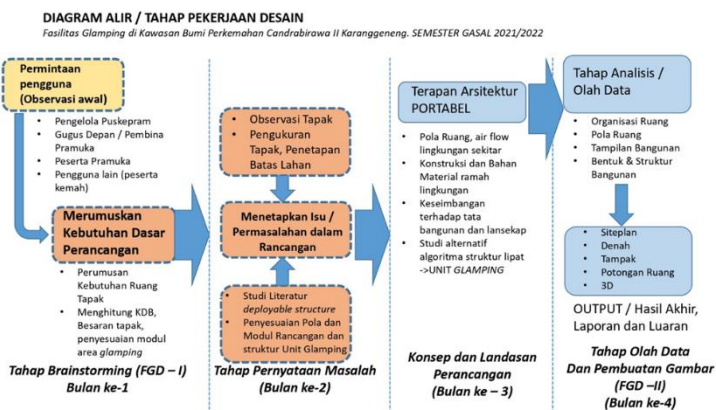 DIAGRAM ALIR / TAHAP PEKERJAAN DESAIN
Fasilitas Glamping di Kawasan Bumi Perkemahan Candrabirawa II Karanggeneng. SEMESTER GASAL 2021/2022
Permintaan
pengguna
(Observasi awal)
• Pengelola Puskepram
• Gugus Depan / Pembina
Pramuka
• Peserta Pramuka
• Pengguna lain (peserta
kemah)
Merumuskan
Kebutuhan Dasar
Perancangan
• Perumusan
Kebutuhan Ruang
Tapak
• Menghitung KDB,
Besaran tapak,
penyesuaian modul
area glamping
Tahap Brainstorming (FGD – I)
Bulan ke-1
• Observasi Tapak
• Pengukuran
Tapak, Penetapan
Batas Lahan
Menetapkan Isu /
Permasalahan dalam
Rancangan
• Studi Literatur
deployable structure
• Penyesuaian Pola dan
Modul Rancangan dan
struktur Unit Glamping
Tahap Pernyataan Masalah
(Bulan ke-2)
Terapan Arsitektur
PORTABEL
• Pola Ruang, air flow
lingkungan sekitar
• Konstruksi dan Bahan
Material ramah
lingkungan
• Keseimbangan
terhadap tata
bangunan dan lansekap
• Studi alternatif
algoritma struktur lipat
->UNIT GLAMPING
Konsep dan Landasan
Perancangan
(Bulan ke – 3)
Tahap Analisis /
Olah Data
• Organisasi Ruang
• Pola Ruang
• Tampilan Bangunan
• Bentuk & Struktur
Bangunan
• Siteplan
• Denah
• Tampak
• Potongan Ruang
• 3D
OUTPUT / Hasil Akhir,
Laporan dan Luaran
Tahap Olah Data
Dan Pembuatan Gambar
(FGD –II)
(Bulan ke-4)